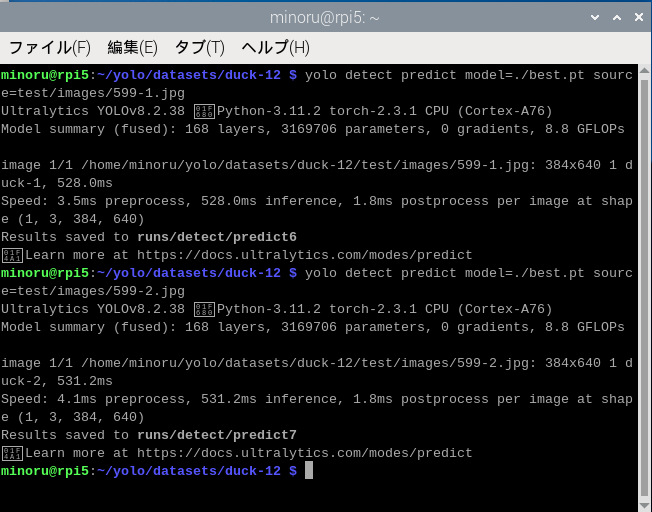 minoru@rpi5: ~
ファイル(F) 編集(E) タブ(T) ヘルプ(H)
minoru@rpi5:~/yolo/datasets/duck-12 $ yolo detect predict model=./best.pt sourc
e=test/images/599-1.jpg
Ultralytics YOLOv8.2.38 🚀Python-3.11.2 torch-2.3.1 CPU (Cortex-A76)
Model summary (fused): 168 layers, 3169706 parameters, 0 gradients, 8.8 GFLOPs
image 1/1 /home/minoru/yolo/datasets/duck-12/test/images/599-1.jpg: 384x640 1 d
uck-1, 528.0ms
Speed: 3.5ms preprocess, 528.0ms inference, 1.8ms postprocess per image at shap
e (1, 3, 384, 640)
Results saved to runs/detect/predict6
💡Learn more at https://docs.ultralytics.com/modes/predict
minoru@rpi5:~/yolo/datasets/duck-12 $ yolo detect predict model=./best.pt sourc
e=test/images/599-2.jpg
Ultralytics YOLOv8.2.38 🚀Python-3.11.2 torch-2.3.1 CPU (Cortex-A76)
Model summary (fused): 168 layers, 3169706 parameters, 0 gradients, 8.8 GFLOPs
image 1/1 /home/minoru/yolo/datasets/duck-12/test/images/599-2.jpg: 384x640 1 d
uck-2, 531.2ms
Speed: 4.1ms preprocess, 531.2ms inference, 1.8ms postprocess per image at shap
e (1, 3, 384, 640)
Results saved to runs/detect/predict7
💡Learn more at https://docs.ultralytics.com/modes/predict
minoru@rpi5:~/yolo/datasets/duck-12 $